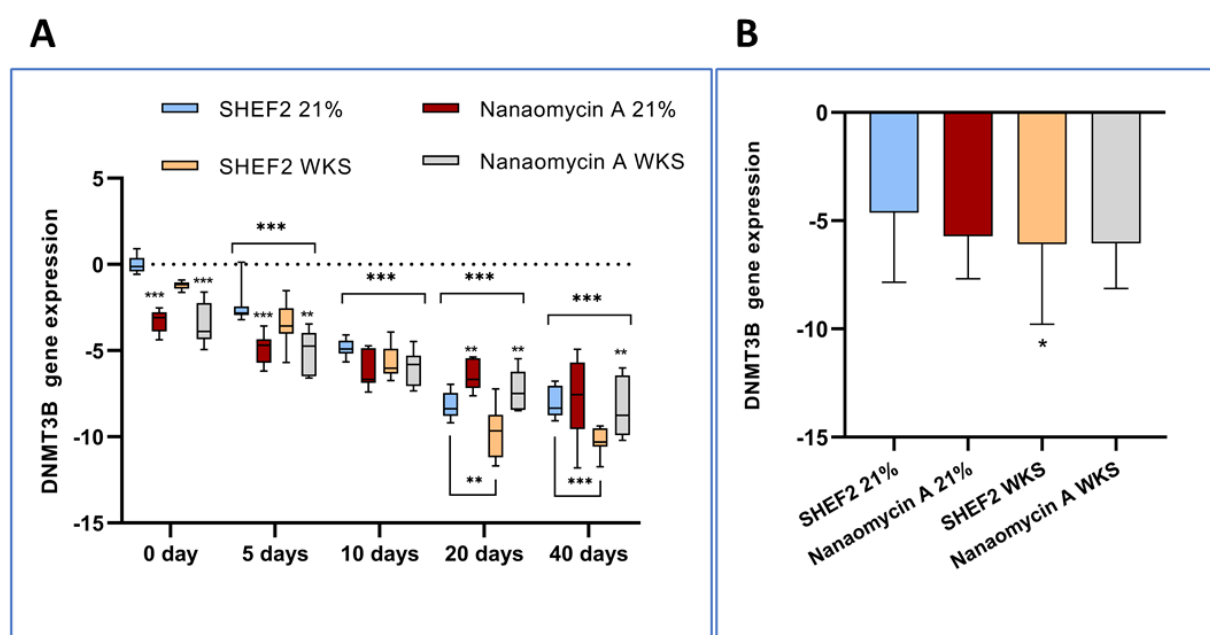 A
SHEF2 21%
Nanaomycin A 21%
SHEF2 WKS
Nanaomycin A WKS
DNMT3B gene expression
5
0
-5
-10
-15
***
***
***
***
***
***
***
**
**
**
**
**
***
0 day
5 days
10 days
20 days
40 days
B
DNMT3B gene expression
0
-5
-10
-15
*
SHEF2 21%
Nanaomycin A 21%
SHEF2 WKS
Nanaomycin A WKS